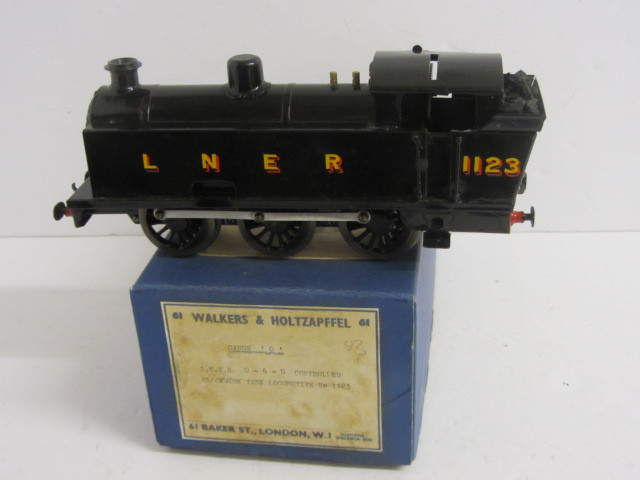 L N E R 1123
61 WALKERS & HOLTZAPFFEL 61
GAUGE 'O'
0 - 6 - 0 CONTROLLED
CLOCKWORK TANK LOCOMOTIVE No 1123
61 BAKER ST., LONDON, W.1